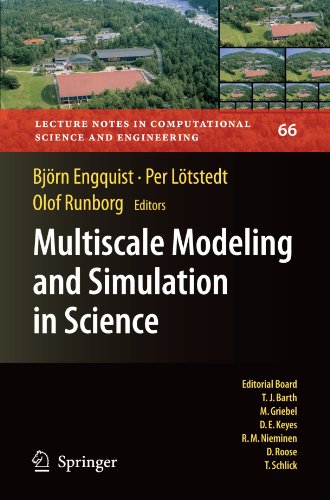 LECTURE NOTES IN COMPUTATIONAL
SCIENCE AND ENGINEERING
66
Björn Engquist · Per Lötstedt
Olof Runborg Editors
Multiscale Modeling
and Simulation
in Science
Editorial Board
T. J. Barth
M. Griebel
D. E. Keyes
R. M. Nieminen
D. Roose
T. Schlick
Springer